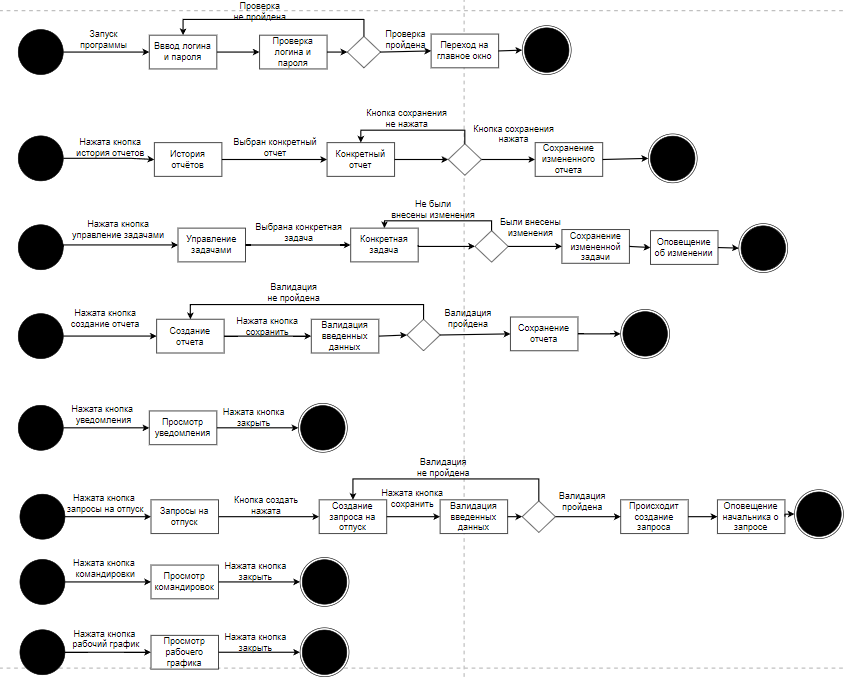 Проверка
не пройдена
Запуск
программы
Ввод логина
и пароля
Проверка
логина и
пароля
Проверка
пройдена
Переход на
главное окно
Кнопка сохранения
не нажата
Нажата кнопка
история отчетов
История
отчётов
Выбран конкретный
отчет
Конкретный
отчет
Кнопка сохранения
нажата
Сохранение
измененного
отчета
Не были
внесены изменения
Нажата кнопка
управление задачами
Управление
задачами
Выбрана конкретная
задача
Конкретная
задача
Были внесены
изменения
Сохранение
измененной
задачи
Оповещение
об изменении
Валидация
не пройдена
Нажата кнопка
создание отчета
Создание
отчета
Нажата кнопка
сохранить
Валидация
введенных
данных
Валидация
пройдена
Сохранение
отчета
Нажата кнопка
уведомления
Просмотр
уведомления
Нажата кнопка
закрыть
Валидация
не пройдена
Нажата кнопка
запросы на отпуск
Запросы на
отпуск
Кнопка создать
нажата
Создание
запроса на
отпуск
Нажата кнопка
сохранить
Валидация
введенных
данных
Валидация
пройдена
Происходит
создание
запроса
Оповещение
начальника о
запросе
Нажата кнопка
командировки
Просмотр
командировок
Нажата кнопка
закрыть
Нажата кнопка
рабочий график
Просмотр
рабочего
графика
Нажата кнопка
закрыть